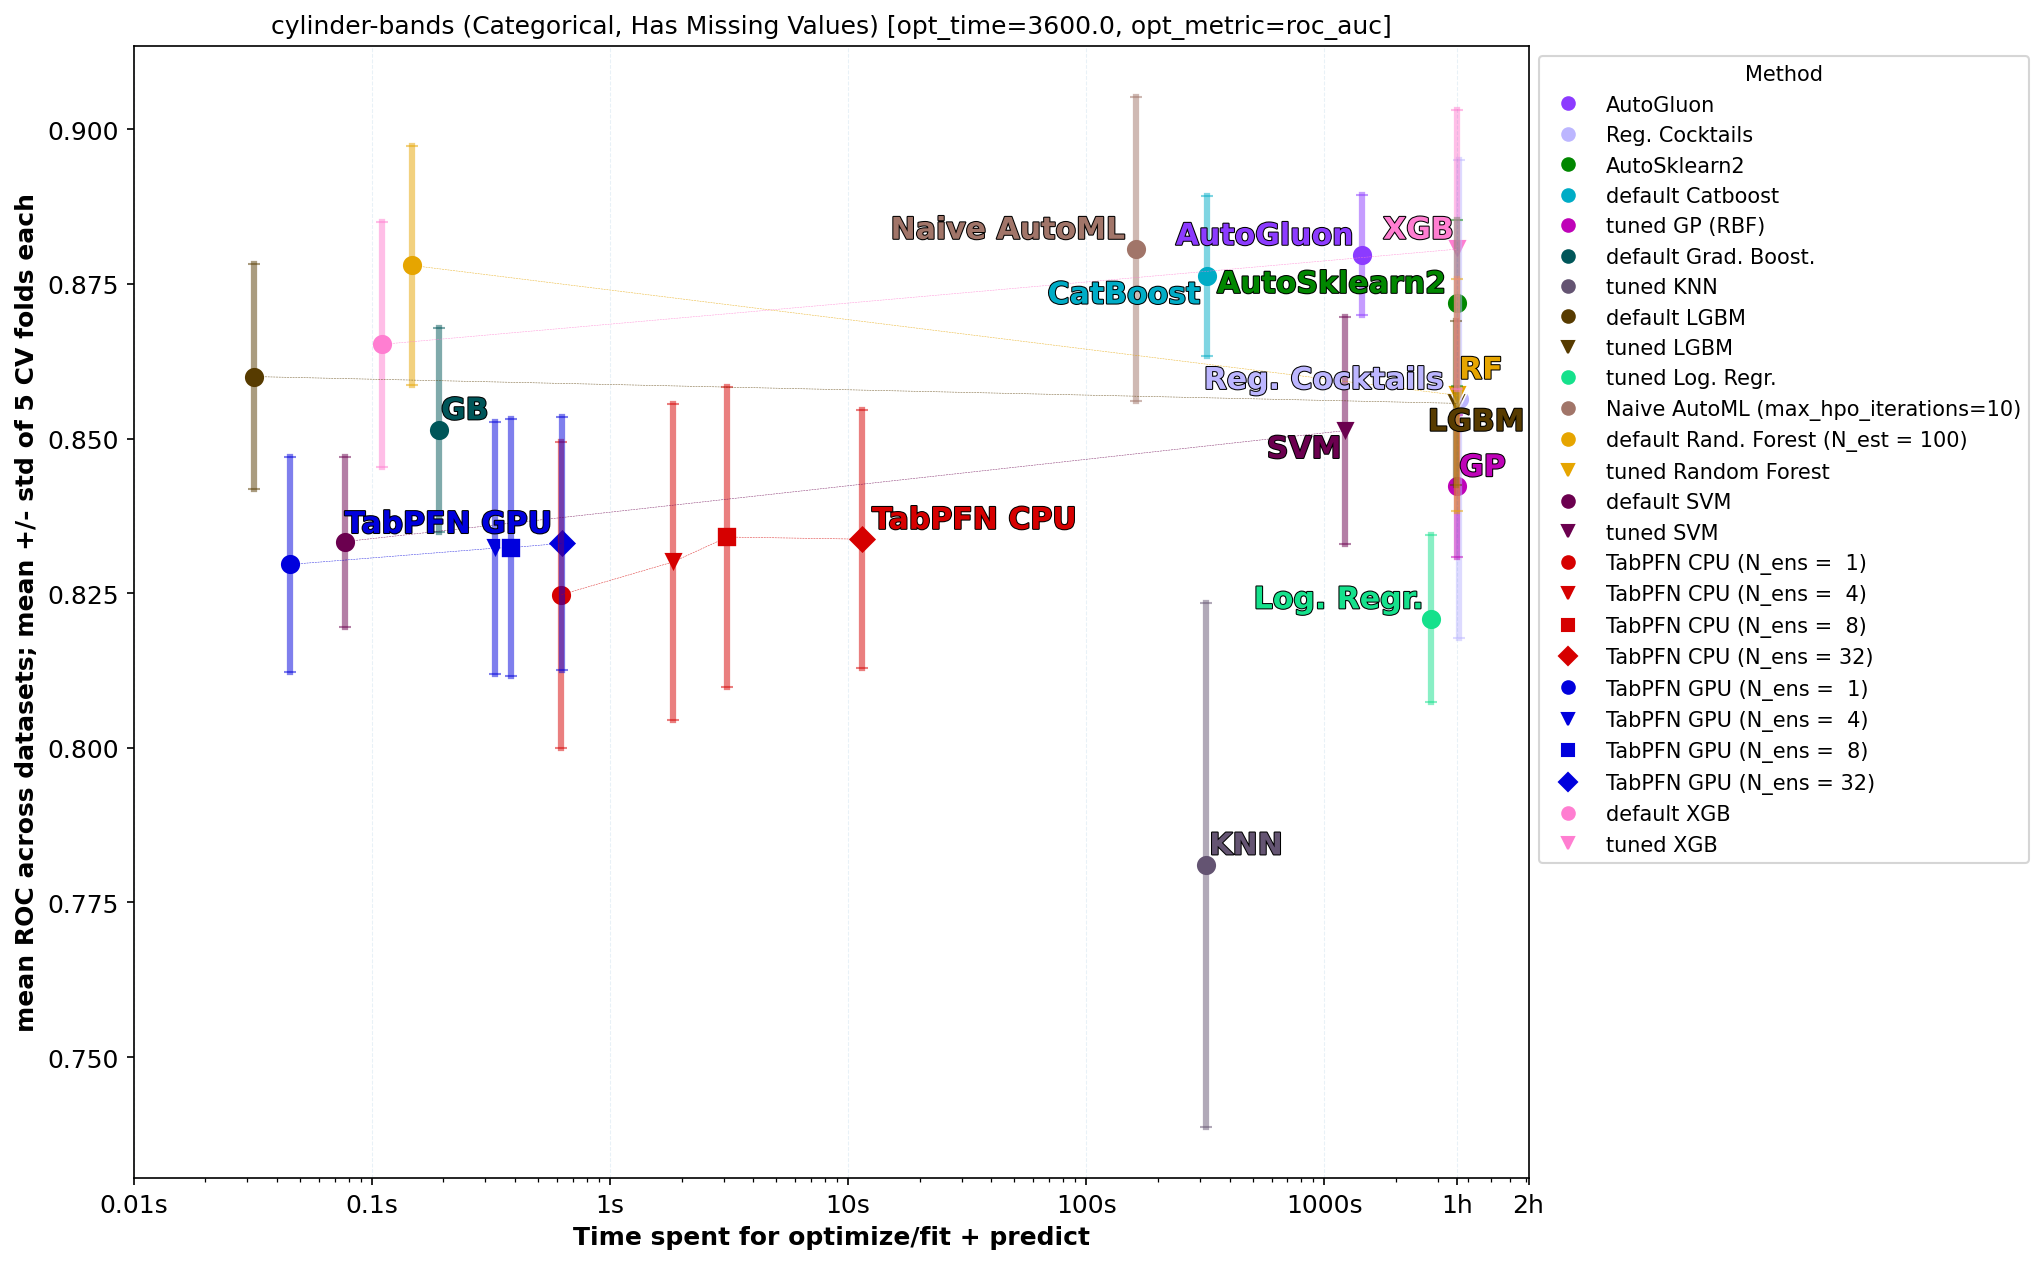 cylinder-bands (Categorical, Has Missing Values) [opt_time=3600.0, opt_metric=roc_auc]
mean ROC across datasets; mean +/- std of 5 CV folds each
0.900
0.875
0.850
0.825
0.800
0.775
0.750
Naive AutoML
AutoGluon
XGB
CatBoost
AutoSklearn2
Reg. Cocktails
RF
GB
LGBM
SVM
GP
TabPFN GPU
TabPFN CPU
Log. Regr.
KNN
0.01s
0.1s
1s
10s
100s
1000s
1h
2h
Time spent for optimize/fit + predict
Method
AutoGluon
Reg. Cocktails
AutoSklearn2
default Catboost
tuned GP (RBF)
default Grad. Boost.
tuned KNN
default LGBM
tuned LGBM
tuned Log. Regr.
Naive AutoML (max_hpo_iterations=10)
default Rand. Forest (N_est = 100)
tuned Random Forest
default SVM
tuned SVM
TabPFN CPU (N_ens =  1)
TabPFN CPU (N_ens =  4)
TabPFN CPU (N_ens =  8)
TabPFN CPU (N_ens = 32)
TabPFN GPU (N_ens =  1)
TabPFN GPU (N_ens =  4)
TabPFN GPU (N_ens =  8)
TabPFN GPU (N_ens = 32)
default XGB
tuned XGB